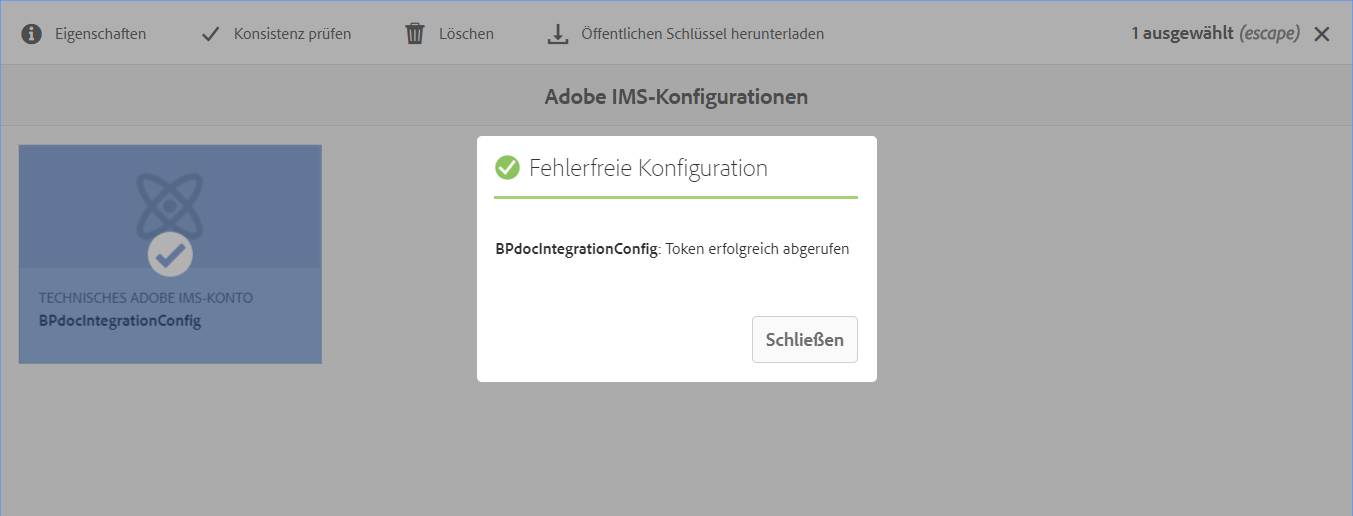 Eigenschaften
Konsistenz prüfen
Löschen
Öffentlichen Schlüssel herunterladen
1 ausgewählt (escape)
Adobe IMS-Konfigurationen
Fehlerfreie Konfiguration
BPdocIntegrationConfig: Token erfolgreich abgerufen
Schließen
TECHNISCHES ADOBE IMS-KONTO
BPdocIntegrationConfig